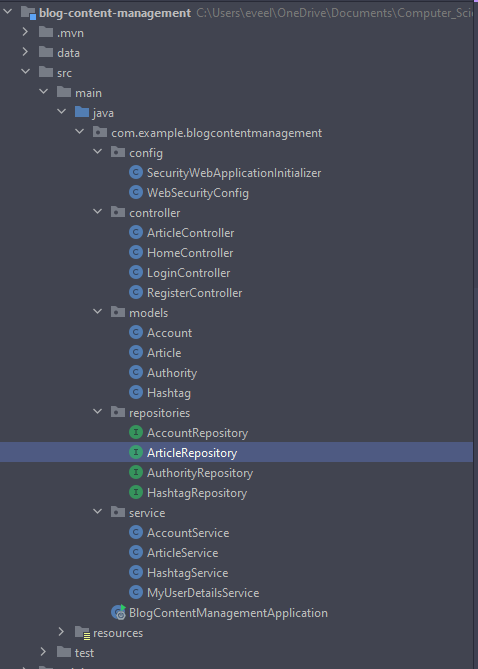 blog-content-management C:\Users\eveel\OneDrive\Documents\Computer_Scie
.mvn
data
src
main
java
com.example.blogcontentmanagement
config
SecurityWebApplicationInitializer
WebSecurityConfig
controller
ArticleController
HomeController
LoginController
RegisterController
models
Account
Article
Authority
Hashtag
repositories
AccountRepository
ArticleRepository
AuthorityRepository
HashtagRepository
service
AccountService
ArticleService
HashtagService
MyUserDetailsService
BlogContentManagementApplication
resources
test